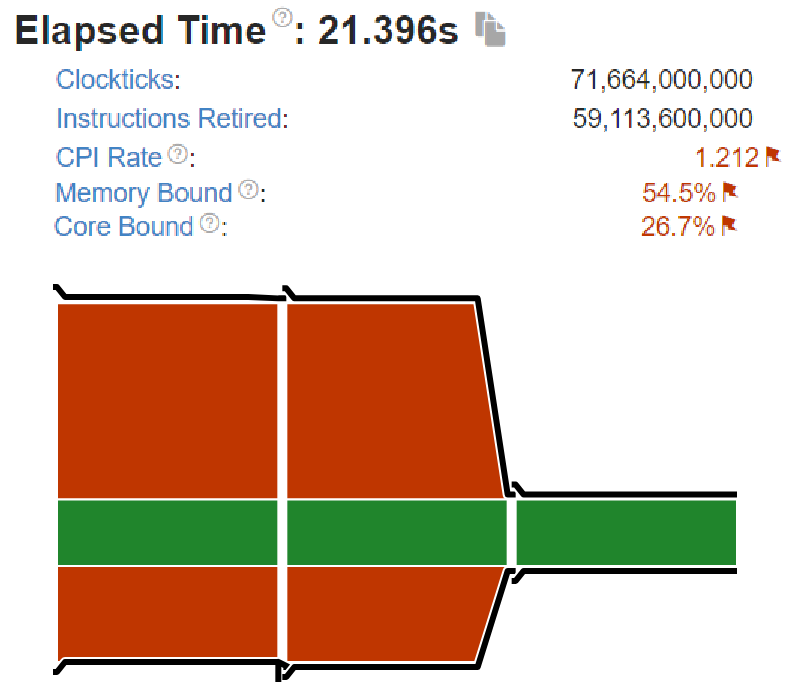 Elapsed Time ?: 21.396s
Clockticks: 71,664,000,000
Instructions Retired: 59,113,600,000
CPI Rate ?: 1.212
Memory Bound ?: 54.5%
Core Bound ?: 26.7%